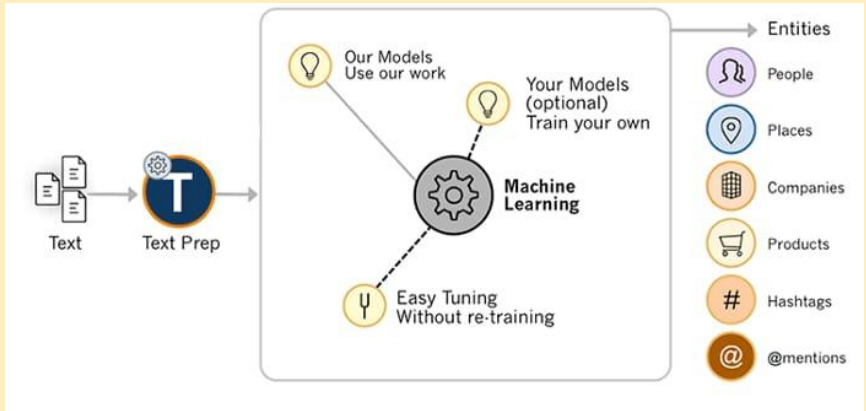 Text
T
Text Prep
Our Models
Use our work
Your Models
(optional)
Train your own
Machine
Learning
Easy Tuning
Without re-training
Entities
People
Places
Companies
Products
#
Hashtags
@
@mentions